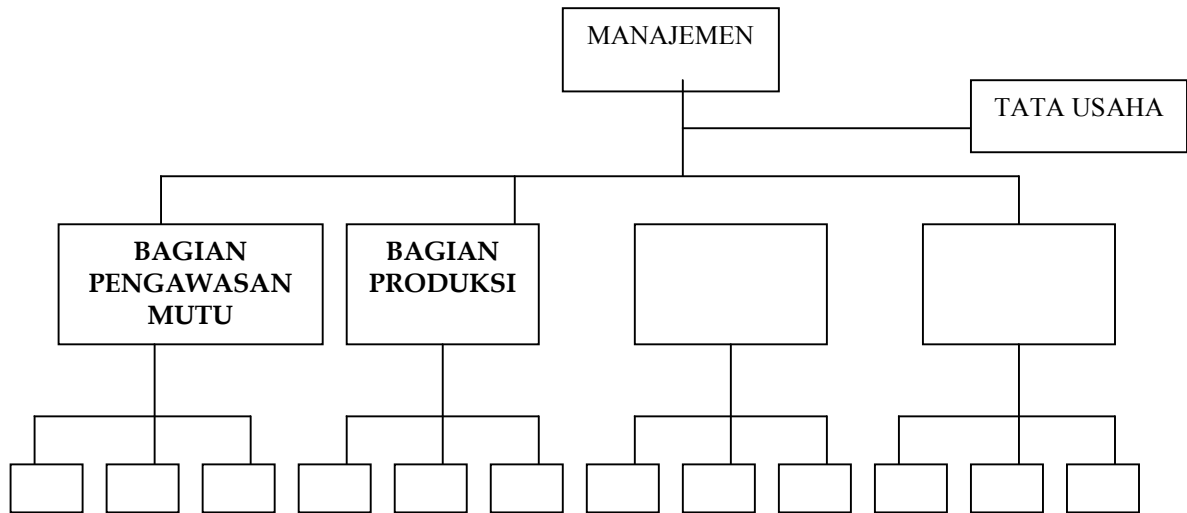 MANAJEMEN
TATA USAHA
BAGIAN
PENGAWASAN
MUTU
BAGIAN
PRODUKSI